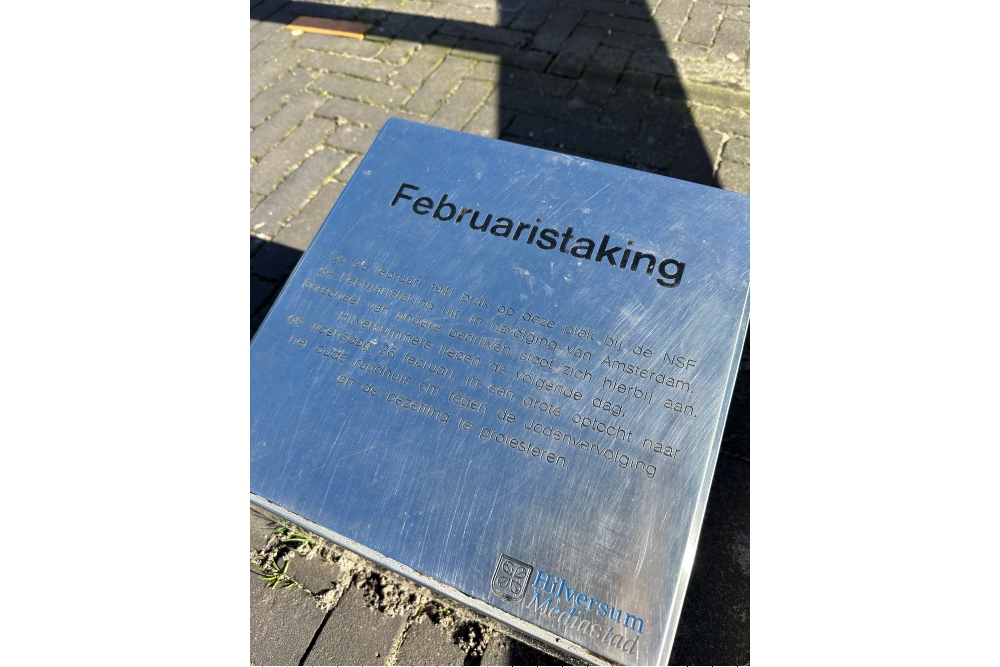 Februaristaking
Op 25 februari 1941 brak op deze plek bij de NSF
de Februaristaking uit, in navolging van Amsterdam.
Personeel van andere bedrijven sloot zich hierbij aan.
Hilversummers liepen de volgende dag,
op woensdag 26 februari, in een grote optocht naar
het oude raadhuis om tegen de Jodenvervolging
en de bezetting te protesteren.
Hilversum
MediaStad